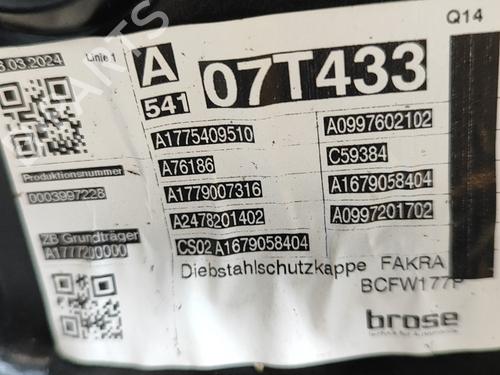 .03.2024
Linie 1
A
541
07T433
Q14
A1775409510
A0997602102
A76186
C59384
Produktionsnummer
0003997228
A1779007316
A1679058404
A2478201402
A0997201702
ZB Grundträger
A1777200000
CS02 A1679058404
Diebstahlschutzkappe FAKRA
BCFW177P
brose
PARTS